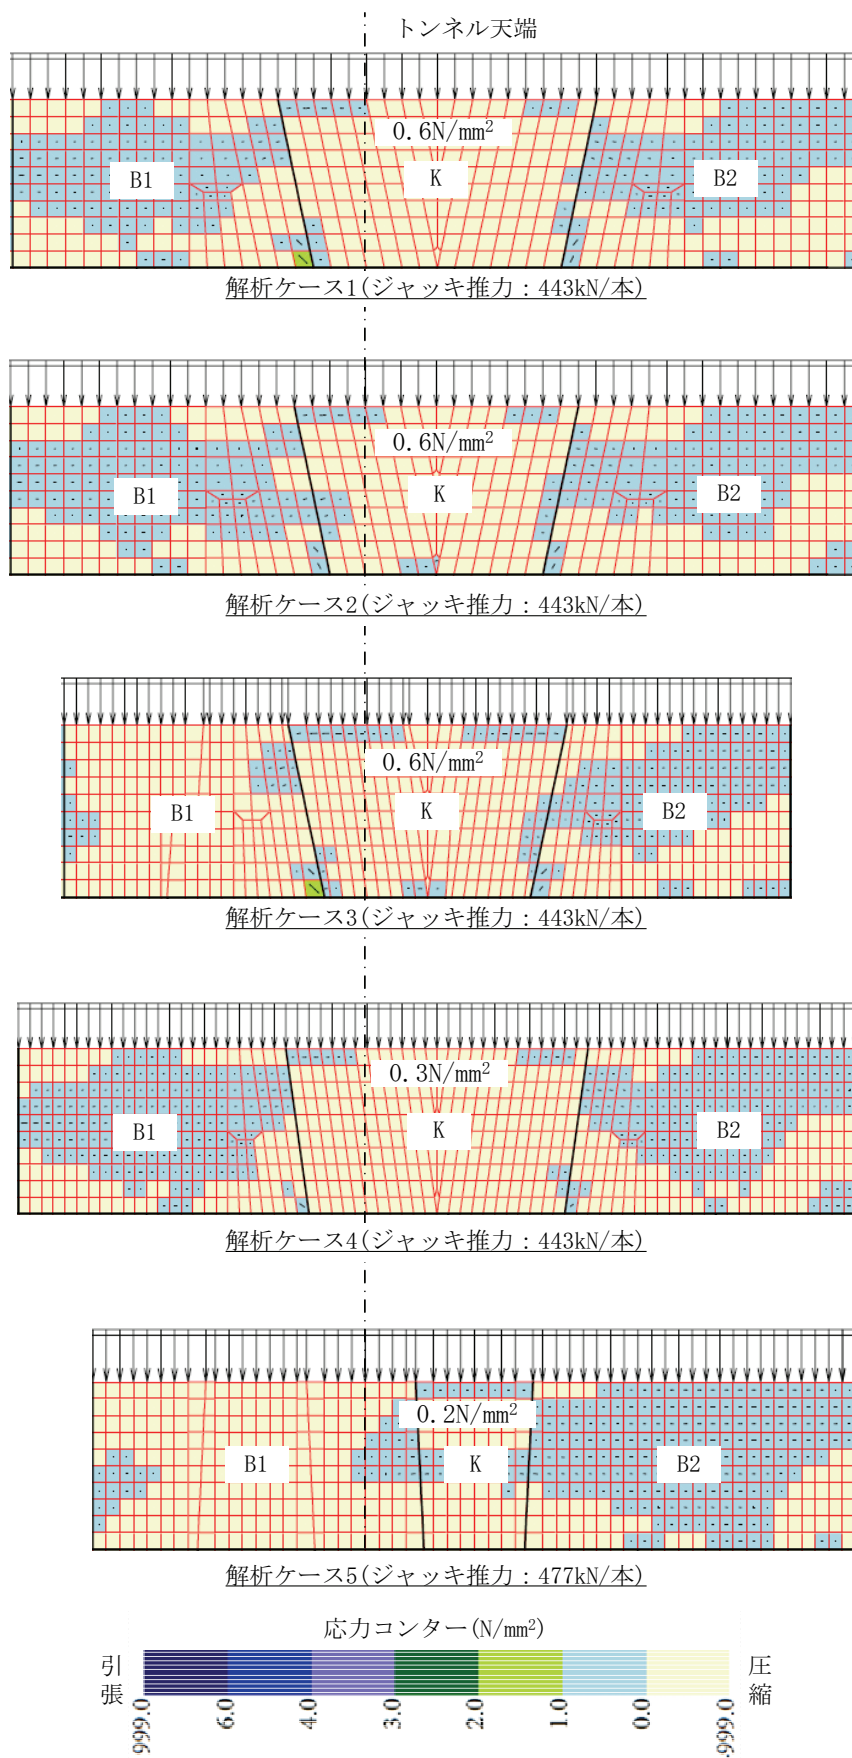 トンネル天端
0.6N/mm²
B1
K
B2
解析ケース1(ジャッキ推力：443kN/本)
0.6N/mm²
B1
K
B2
解析ケース2(ジャッキ推力：443kN/本)
0.6N/mm²
B1
K
B2
解析ケース3(ジャッキ推力：443kN/本)
0.3N/mm²
B1
K
B2
解析ケース4(ジャッキ推力：443kN/本)
0.2N/mm²
B1
K
B2
解析ケース5(ジャッキ推力：477kN/本)
応力コンター(N/mm²)
引張
圧縮
999.0
6.0
4.0
3.0
2.0
1.0
0.0
-999.0